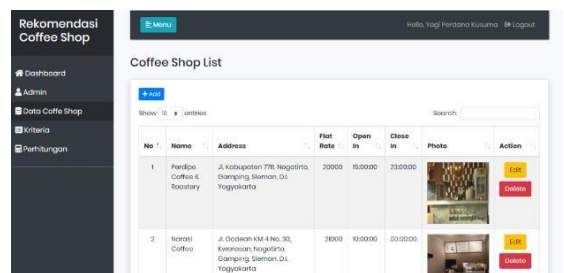 Rekomendasi
Coffee Shop
Menu
Hallo, Yogi Perdana Kusuma Logout
Dashboard
Admin
Data Coffe Shop
Kriteria
Perhitungan
Coffee Shop List
+ Add
Show 10 entries
Search:
No Name Address Flat Rate Open In Close In Photo Action
1 Perdipe Jl. Kabupaten 77B, Nogotirto, 20000 15:00:00 23:00:00 Edit
Coffee & Gamping, Sleman, D.I. Delete
Roastery Yogyakarta
2 Narasi Jl. Godean KM 4 No. 30, 21000 10:00:00 00:00:00 Edit
Coffee Kwarasan, Nogotirto, Delete
Gamping, Sleman, D.I.
Yogyakarta